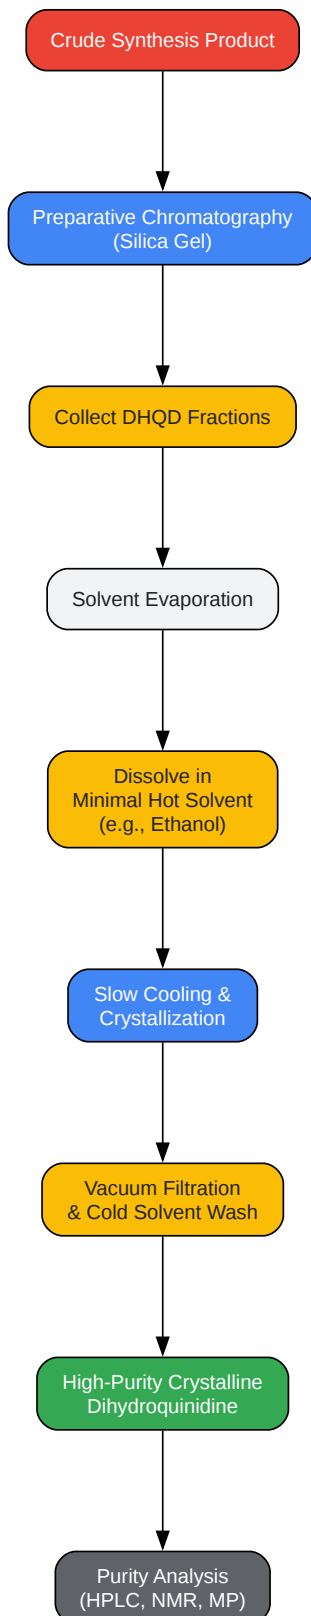 Crude Synthesis Product
Preparative Chromatography
(Silica Gel)
Collect DHQD Fractions
Solvent Evaporation
Dissolve in
Minimal Hot Solvent
(e.g., Ethanol)
Slow Cooling &
Crystallization
Vacuum Filtration
& Cold Solvent Wash
High-Purity Crystalline
Dihydroquinidine
Purity Analysis
(HPLC, NMR, MP)